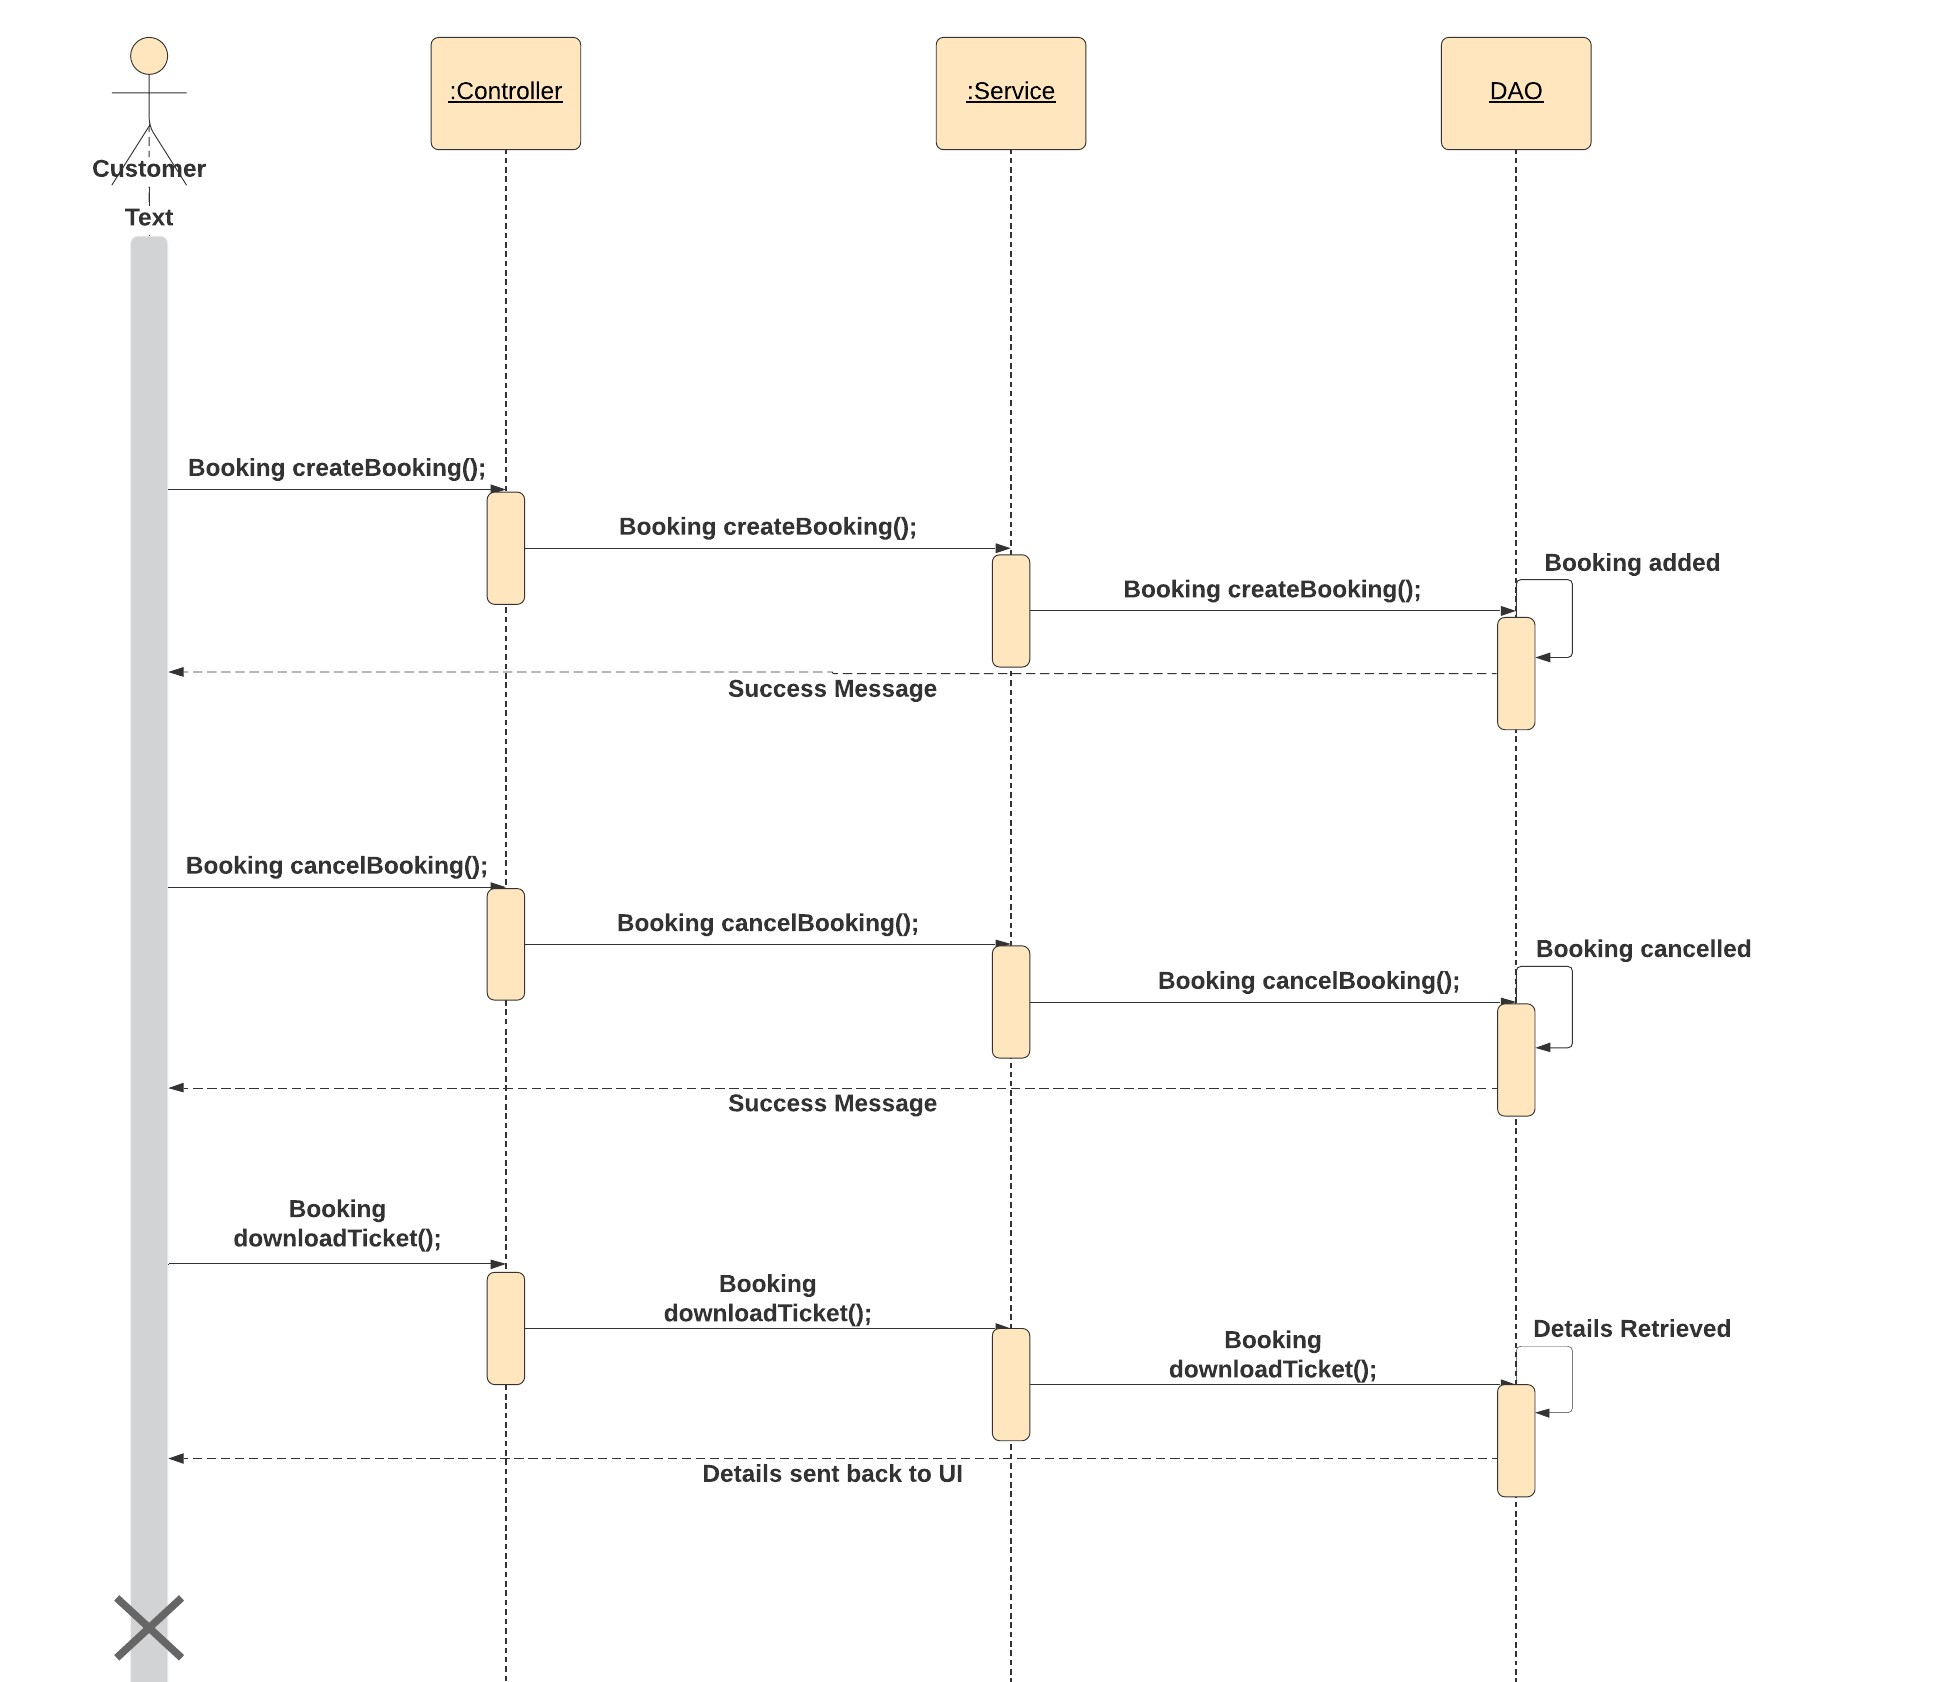 :Controller
:Service
DAO
Customer
Text
Booking createBooking();
Booking createBooking();
Booking added
Booking createBooking();
Success Message
Booking cancelBooking();
Booking cancelBooking();
Booking cancelled
Booking cancelBooking();
Success Message
Booking
downloadTicket();
Booking
downloadTicket();
Details Retrieved
Booking
downloadTicket();
Details sent back to UI